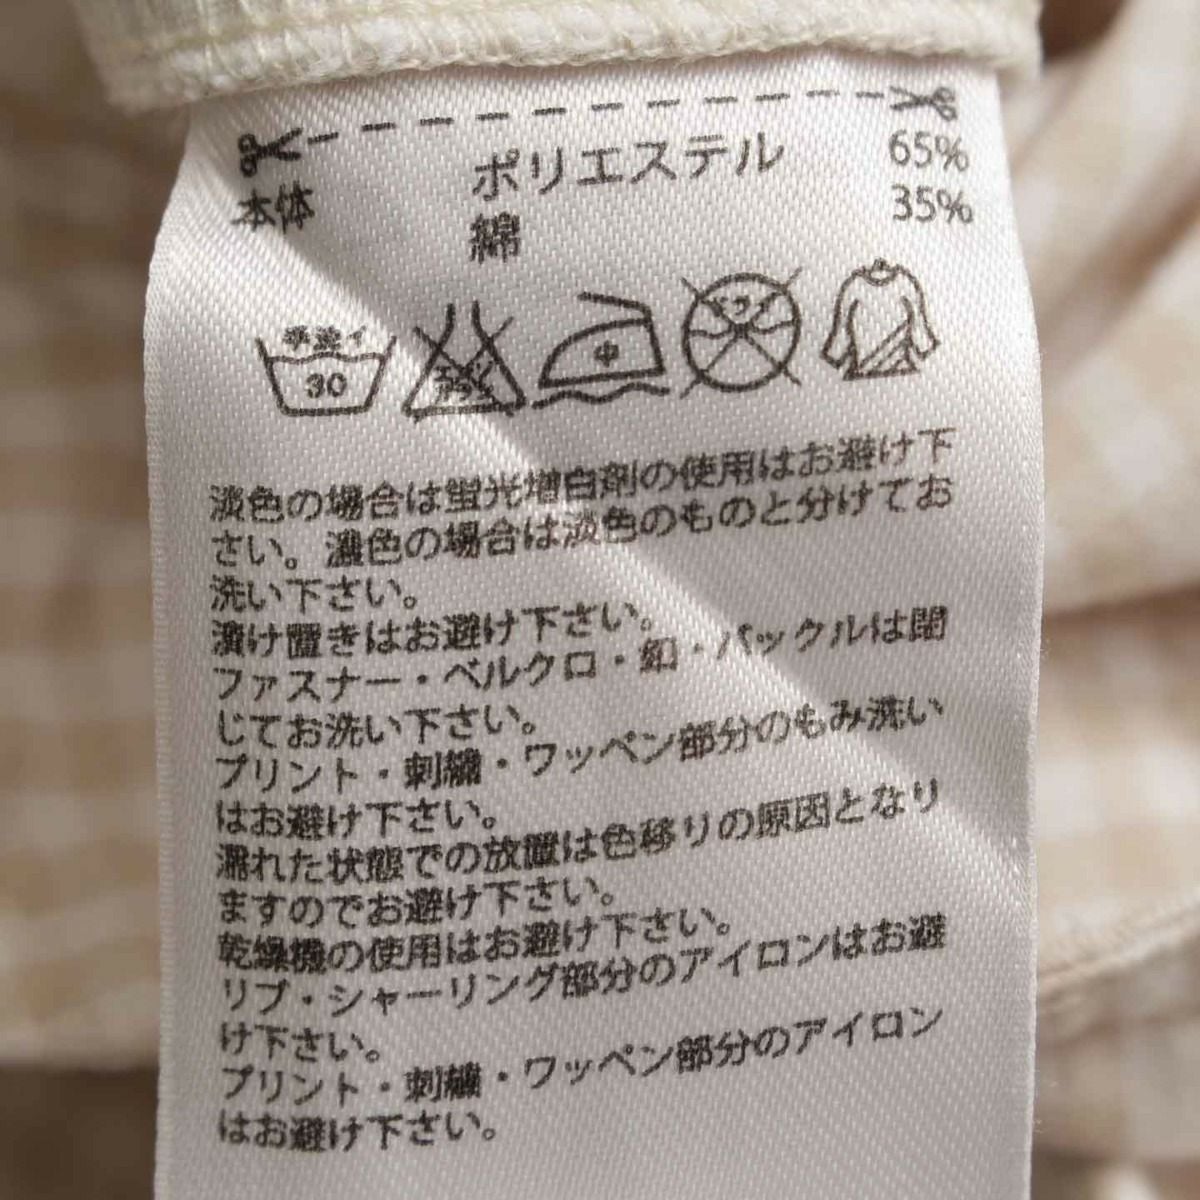 ポリエステル 65%
本体 綿 35%
手洗イ 30 エンソサラシ 中 ドライ
淡色の場合は蛍光増白剤の使用はお避け下
さい。濃色の場合は淡色のものと分けてお
洗い下さい。
漬け置きはお避け下さい。
ファスナー・ベルクロ・釦・バックルは閉
じてお洗い下さい。
プリント・刺繍・ワッペン部分のもみ洗い
はお避け下さい。
濡れた状態での放置は色移りの原因となり
ますのでお避け下さい。
乾燥機の使用はお避け下さい。
リブ・シャーリング部分のアイロンはお避
け下さい。
プリント・刺繍・ワッペン部分のアイロン
はお避け下さい。